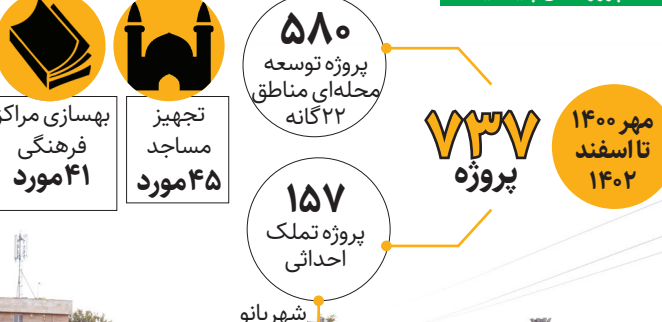 مهر ۱۴۰۰
تا اسفند
۱۴۰۲
۷۳۷
پروژه
۵۸۰
پروژه توسعه
محله‌ای مناطق
۲۲گانه
۱۵۷
پروژه تملک
احداثی
شهربانو
تجهیز
مساجد
۴۵مورد
بهسازی مراکز
فرهنگی
۴۱مورد